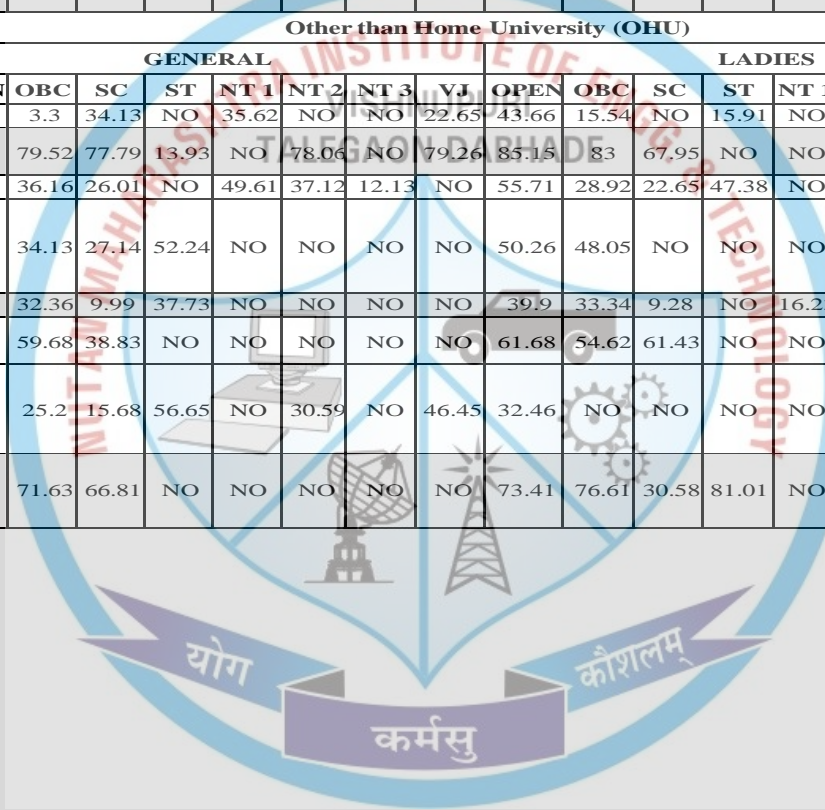 Other than Home University (OHU)
GENERAL LADIES
OBC SC ST NT 1 NT 2 NT 3 VJ OPEN OBC SC ST NT
3.3 34.13 NO 35.62 NO NO 22.65 43.66 15.54 NO 15.91 NO
79.52 77.79 13.93 NO 78.06 NO 79.26 85.15 83 67.95 NO NO
36.16 26.01 NO 49.61 37.12 12.13 NO 55.71 28.92 22.65 47.38 NO
34.13 27.14 52.24 NO NO NO NO 50.26 48.05 NO NO NO
32.36 9.99 37.73 NO NO NO NO 39.9 33.34 9.28 NO 16.2
59.68 38.83 NO NO NO NO NO 61.68 54.62 61.43 NO NO
25.2 15.68 56.65 NO 30.59 NO 46.45 32.46 NO NO NO NO
71.63 66.81 NO NO NO NO NO 73.41 76.61 30.58 81.01 NO
NUTAN MAHARASHTRA INSTITUTE OF ENGG. & TECHNOLOGY
VISHNUPURI
TALEGAON DABHADE
योग
कर्मसु
कौशलम्